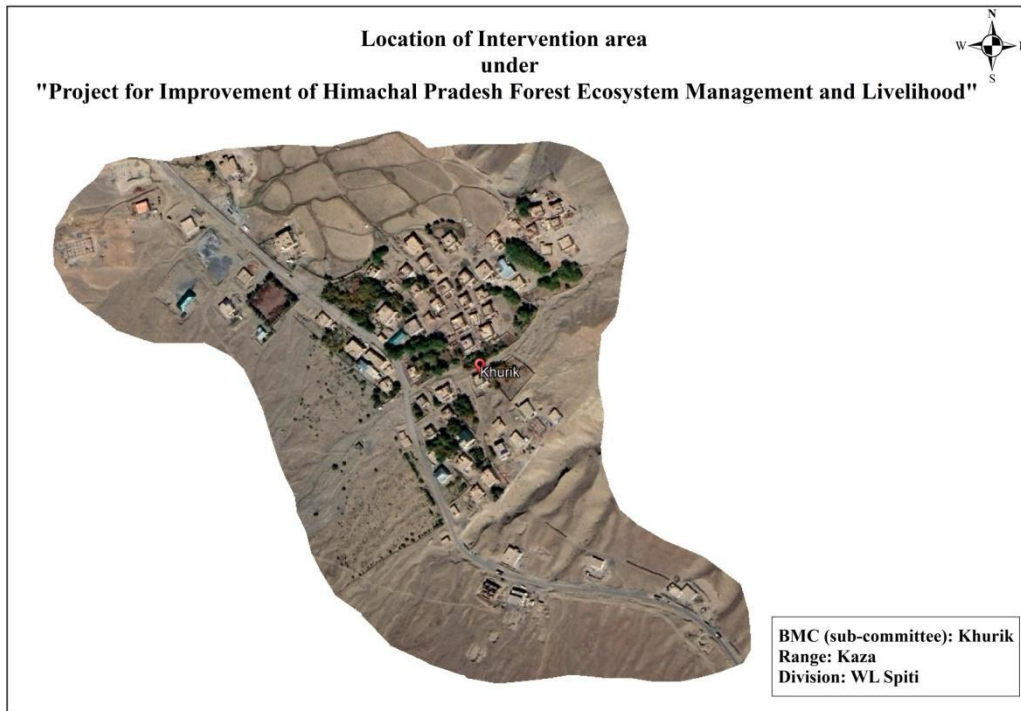 Location of Intervention area
under
"Project for Improvement of Himachal Pradesh Forest Ecosystem Management and Livelihood"
N
W
S
Khurik
BMC (sub-committee): Khurik
Range: Kaza
Division: WL Spiti